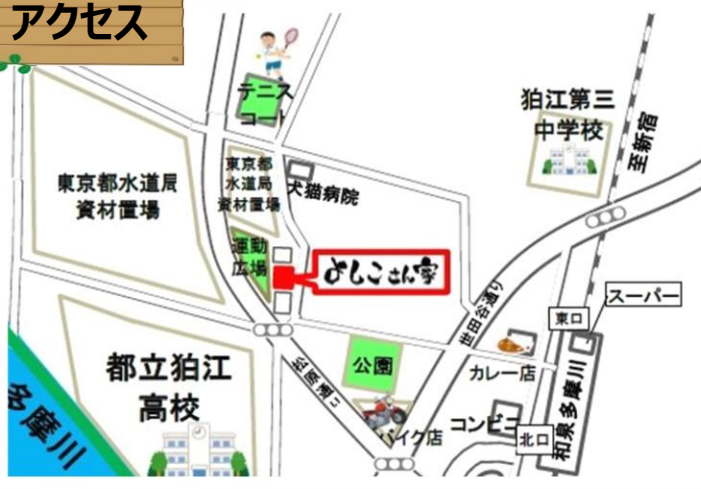 アクセス
テニス
コート
狛江第三
中学校
至新宿
東京都水道局
資材置場
東京都
水道局
資材置場
犬猫病院
運動
広場
よしこさん家
世田谷通り
スーパー
東口
都立狛江
高校
公園
松原通り
カレー店
和泉多摩川
多摩川
バイク店
コンビニ
北口